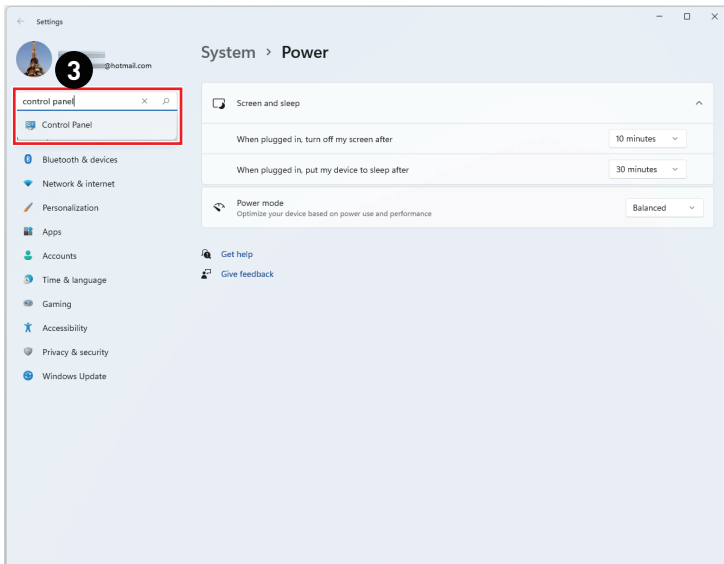 Settings
@hotmail.com
3
control panel
Control Panel
Bluetooth & devices
Network & internet
Personalization
Apps
Accounts
Time & language
Gaming
Accessibility
Privacy & security
Windows Update
System > Power
Screen and sleep
When plugged in, turn off my screen after
10 minutes
When plugged in, put my device to sleep after
30 minutes
Power mode
Optimize your device based on power use and performance
Balanced
Get help
Give feedback